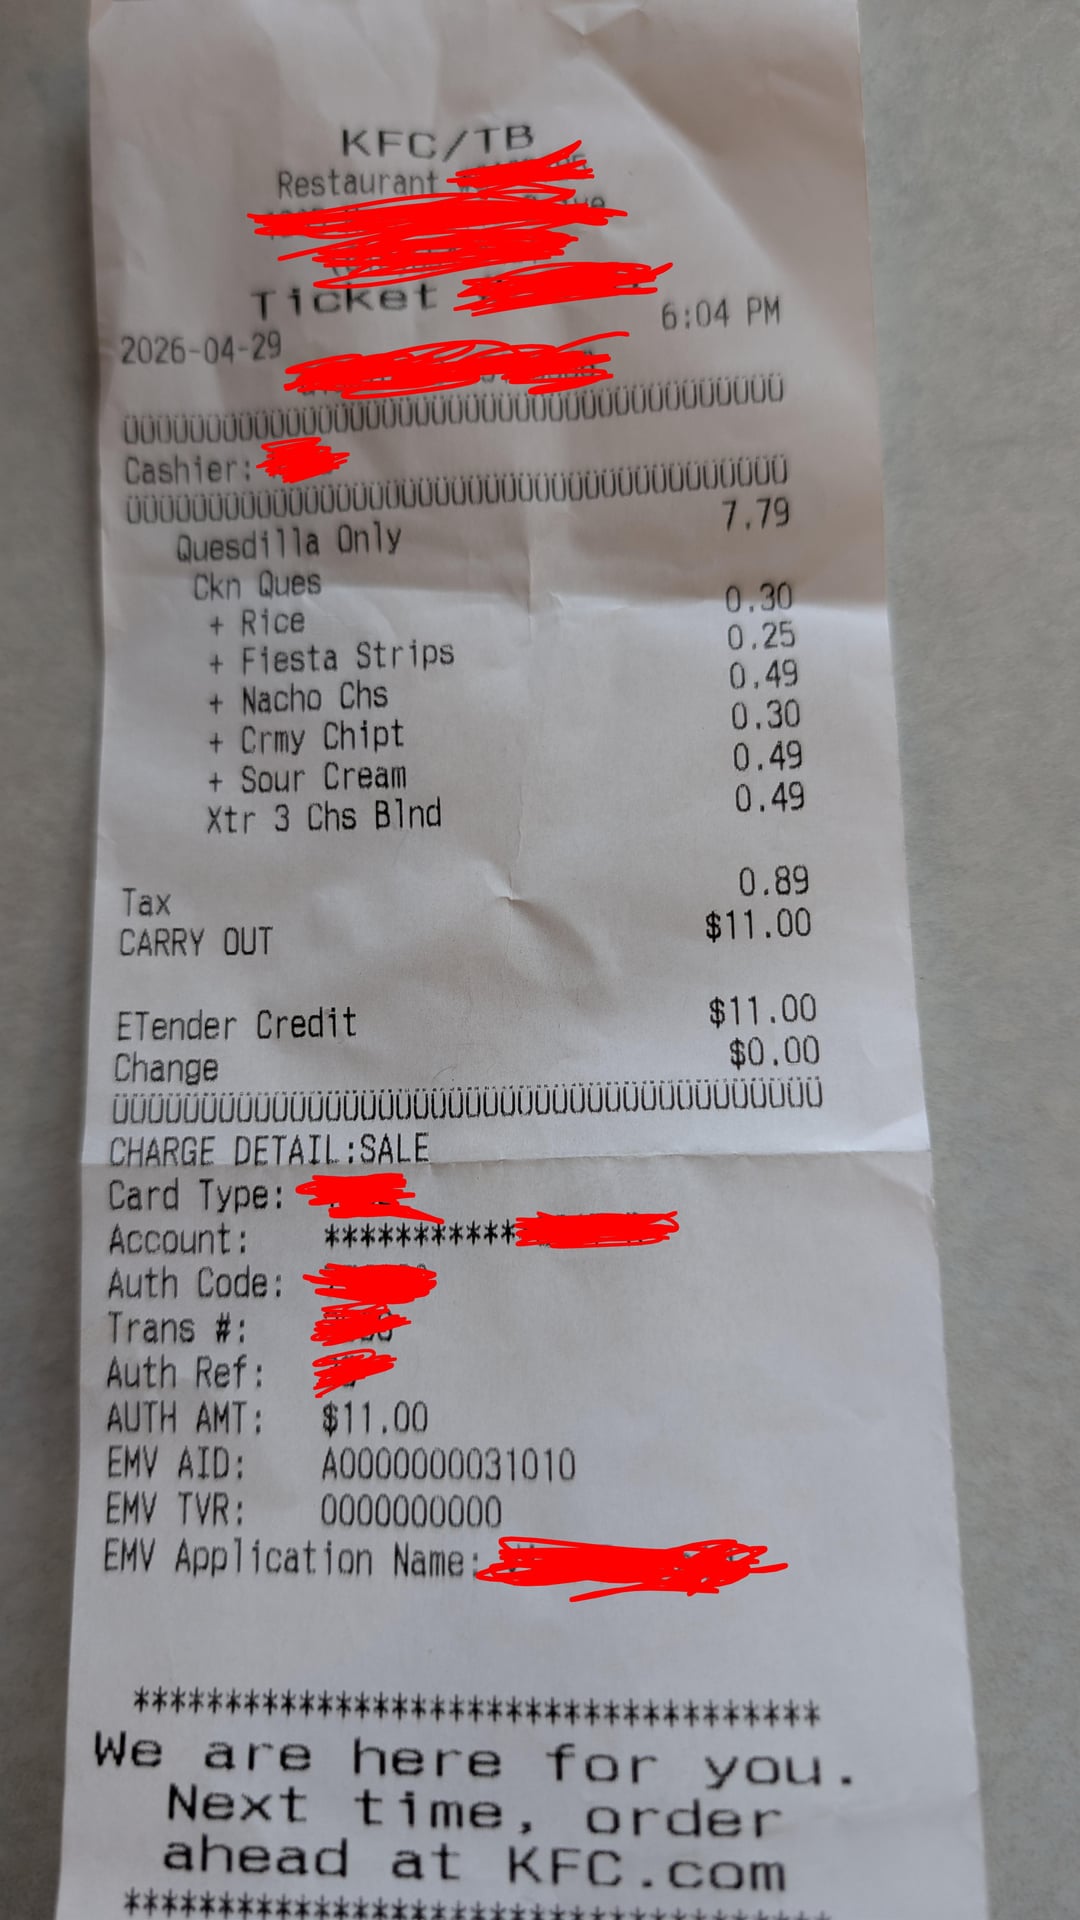 KFC/TB
Restaurant
Ticket
2026-04-29 6:04 PM
ÜÜÜÜÜÜÜÜÜÜÜÜÜÜÜÜÜÜÜÜÜÜÜÜÜÜÜÜÜÜÜÜÜÜÜÜÜÜÜÜ
Cashier:
ÜÜÜÜÜÜÜÜÜÜÜÜÜÜÜÜÜÜÜÜÜÜÜÜÜÜÜÜÜÜÜÜÜÜÜÜÜÜÜÜ
Quesdilla Only 7.79
Ckn Ques
+ Rice 0.30
+ Fiesta Strips 0.25
+ Nacho Chs 0.49
+ Crmy Chipt 0.30
+ Sour Cream 0.49
Xtr 3 Chs Blnd 0.49
Tax 0.89
CARRY OUT $11.00
ETender Credit $11.00
Change $0.00
ÜÜÜÜÜÜÜÜÜÜÜÜÜÜÜÜÜÜÜÜÜÜÜÜÜÜÜÜÜÜÜÜÜÜÜÜÜÜÜÜ
CHARGE DETAIL:SALE
Card Type:
Account: ***********
Auth Code:
Trans #:
Auth Ref:
AUTH AMT: $11.00
EMV AID: A0000000031010
EMV TVR: 0000000000
EMV Application Name:
**************************************
We are here for you.
Next time, order
ahead at KFC.com
**************************************